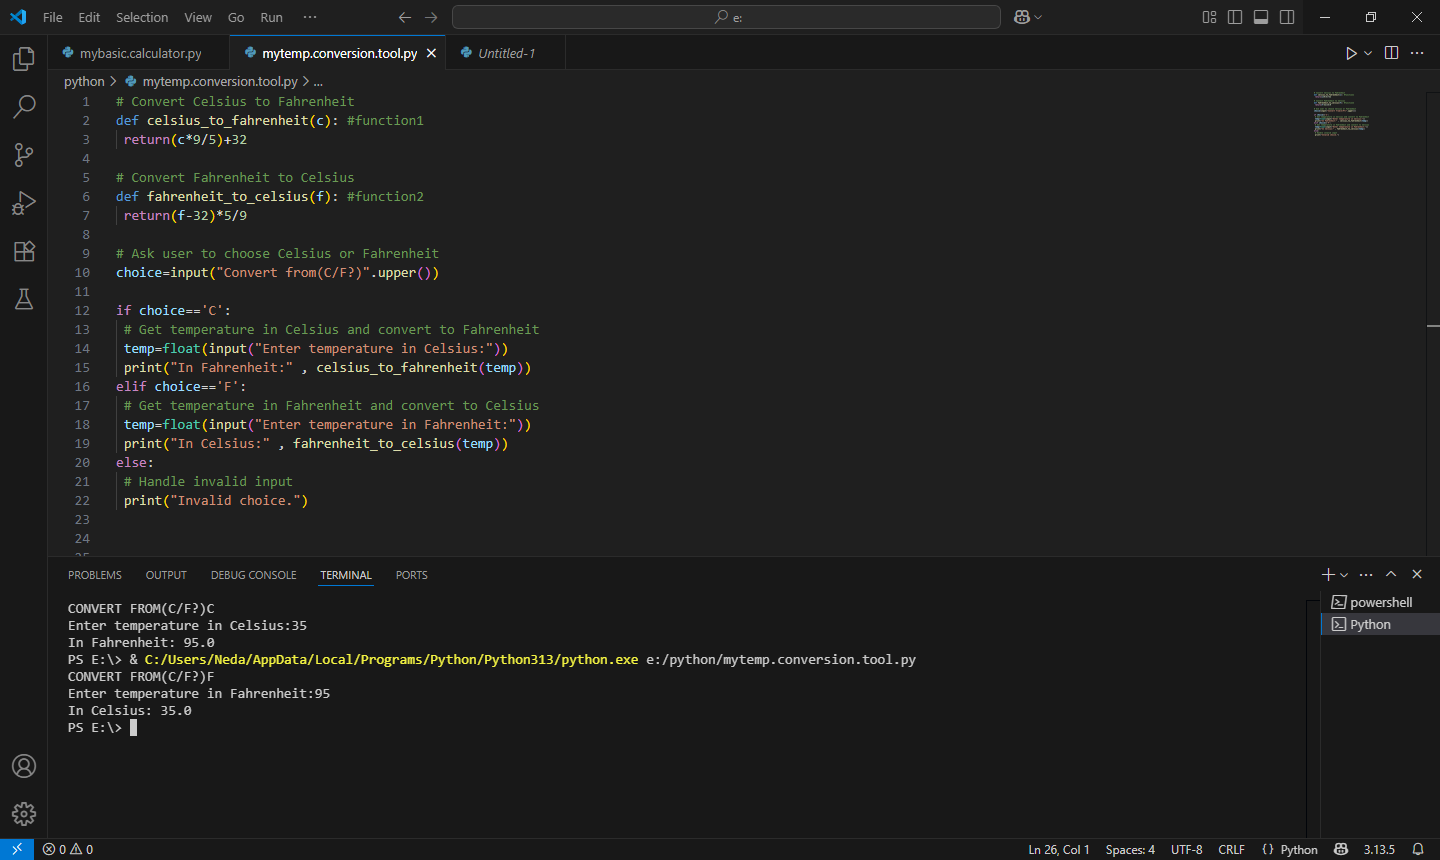 File Edit Selection View Go Run ··· e:
mybasic.calculator.py mytemp.conversion.tool.py Untitled-1
python > mytemp.conversion.tool.py > ...
1 # Convert Celsius to Fahrenheit
2 def celsius_to_fahrenheit(c): #function1
3 return(c*9/5)+32
4
5 # Convert Fahrenheit to Celsius
6 def fahrenheit_to_celsius(f): #function2
7 return(f-32)*5/9
8
9 # Ask user to choose Celsius or Fahrenheit
10 choice=input("Convert from(C/F?)".upper())
11
12 if choice=='C':
13 # Get temperature in Celsius and convert to Fahrenheit
14 temp=float(input("Enter temperature in Celsius:"))
15 print("In Fahrenheit:" , celsius_to_fahrenheit(temp))
16 elif choice=='F':
17 # Get temperature in Fahrenheit and convert to Celsius
18 temp=float(input("Enter temperature in Fahrenheit:"))
19 print("In Celsius:" , fahrenheit_to_celsius(temp))
20 else:
21 # Handle invalid input
22 print("Invalid choice.")
23
24
PROBLEMS OUTPUT DEBUG CONSOLE TERMINAL PORTS
CONVERT FROM(C/F?)C
Enter temperature in Celsius:35
In Fahrenheit: 95.0
PS E:\> & C:/Users/Neda/AppData/Local/Programs/Python/Python313/python.exe e:/python/mytemp.conversion.tool.py
CONVERT FROM(C/F?)F
Enter temperature in Fahrenheit:95
In Celsius: 35.0
PS E:\>
powershell
Python
0 0 Ln 26, Col 1 Spaces: 4 UTF-8 CRLF {} Python 3.13.5